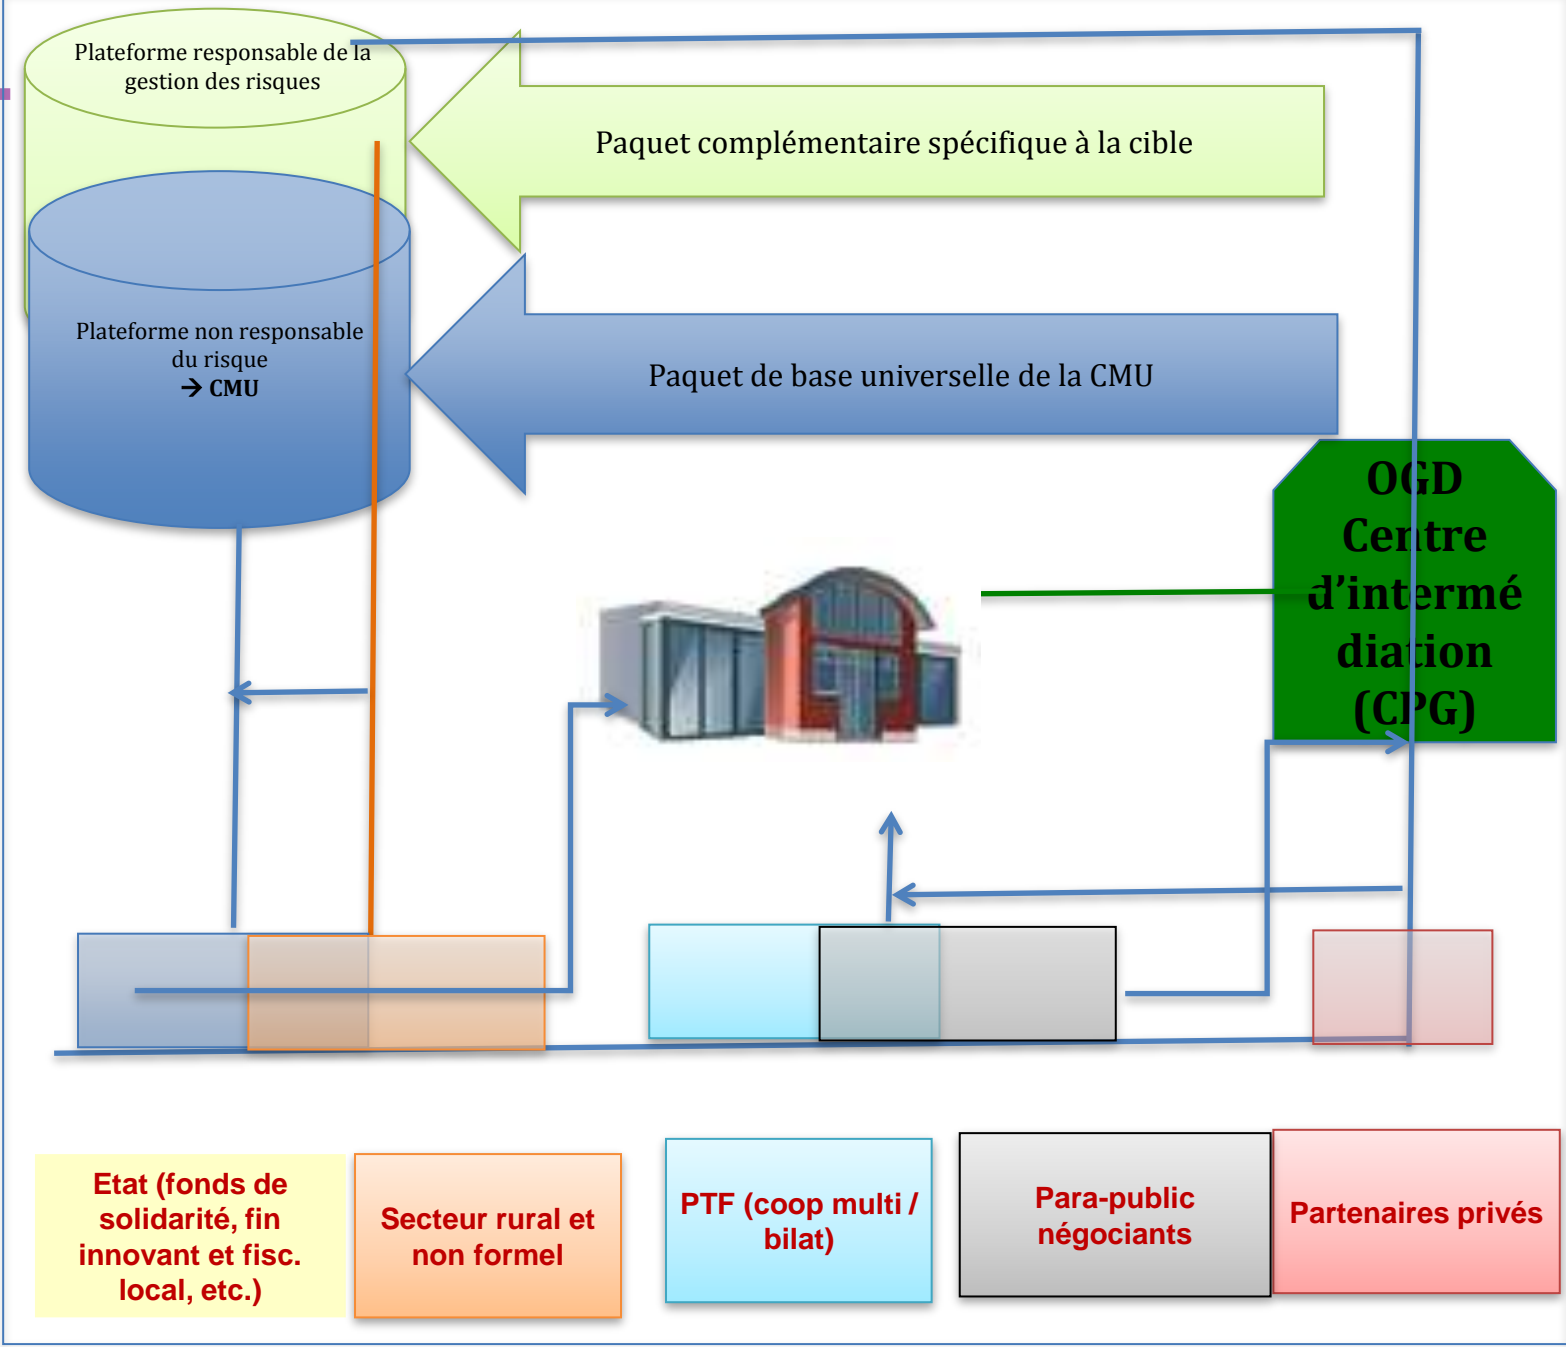 Plateforme responsable de la
gestion des risques
Paquet complémentaire spécifique à la cible
Plateforme non responsable
du risque
→ CMU
Paquet de base universelle de la CMU
OGD
Centre
d'intermé
diation
(CPG)
Etat (fonds de
solidarité, fin
innovant et fisc.
local, etc.)
Secteur rural et
non formel
PTF (coop multi /
bilat)
Para-public
négociants
Partenaires privés